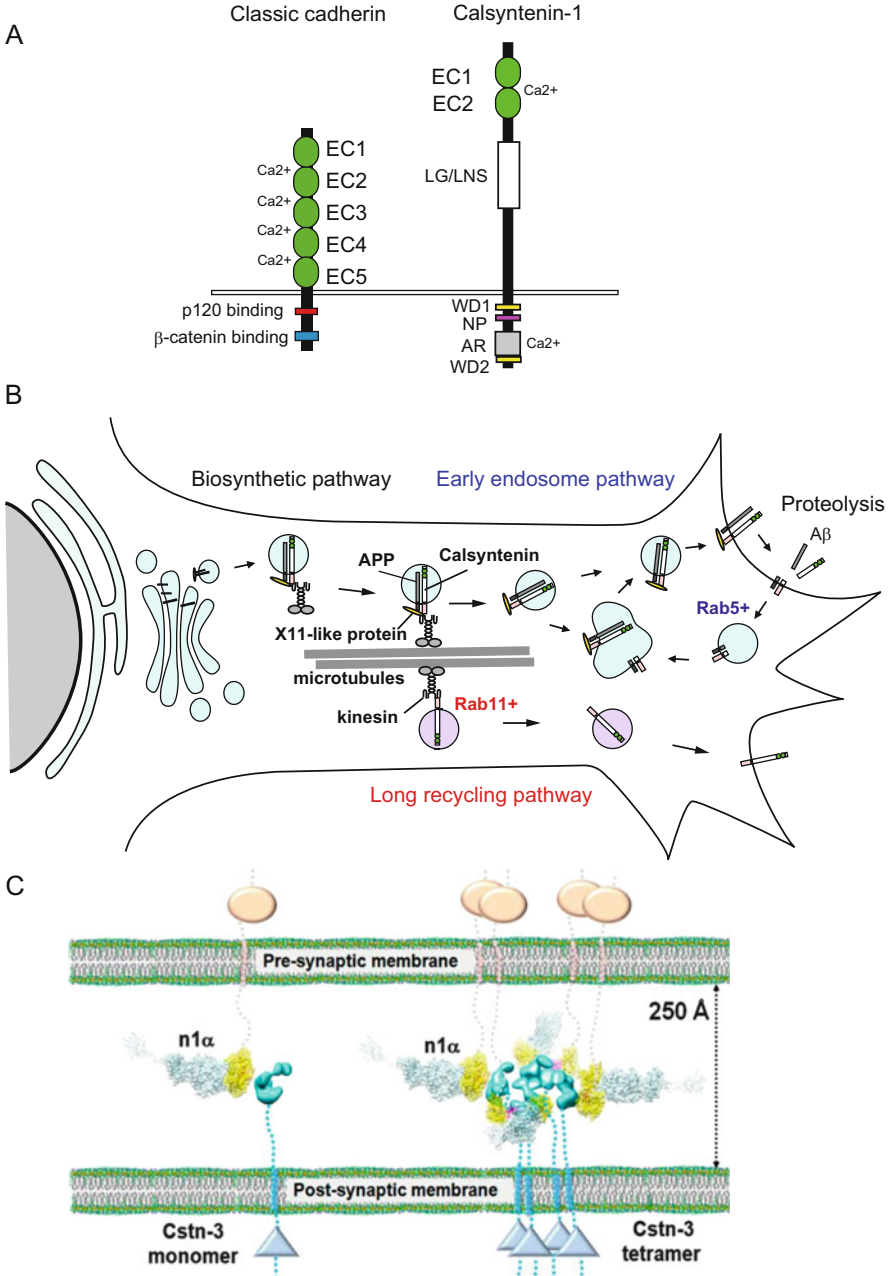 A
Classic cadherin
Calsyntenin-1
EC1
Ca2+
EC2
Ca2+
EC3
Ca2+
EC4
Ca2+
EC5
p120 binding
β-catenin binding
EC1
Ca2+
EC2
LG/LNS
WD1
NP
AR
Ca2+
WD2
B
Biosynthetic pathway
Early endosome pathway
Proteolysis
Aβ
APP
Calsyntenin
X11-like protein
Rab5+
microtubules
kinesin
Rab11+
Long recycling pathway
C
Pre-synaptic membrane
250 Å
n1α
n1α
Post-synaptic membrane
Cstn-3
monomer
Cstn-3
tetramer